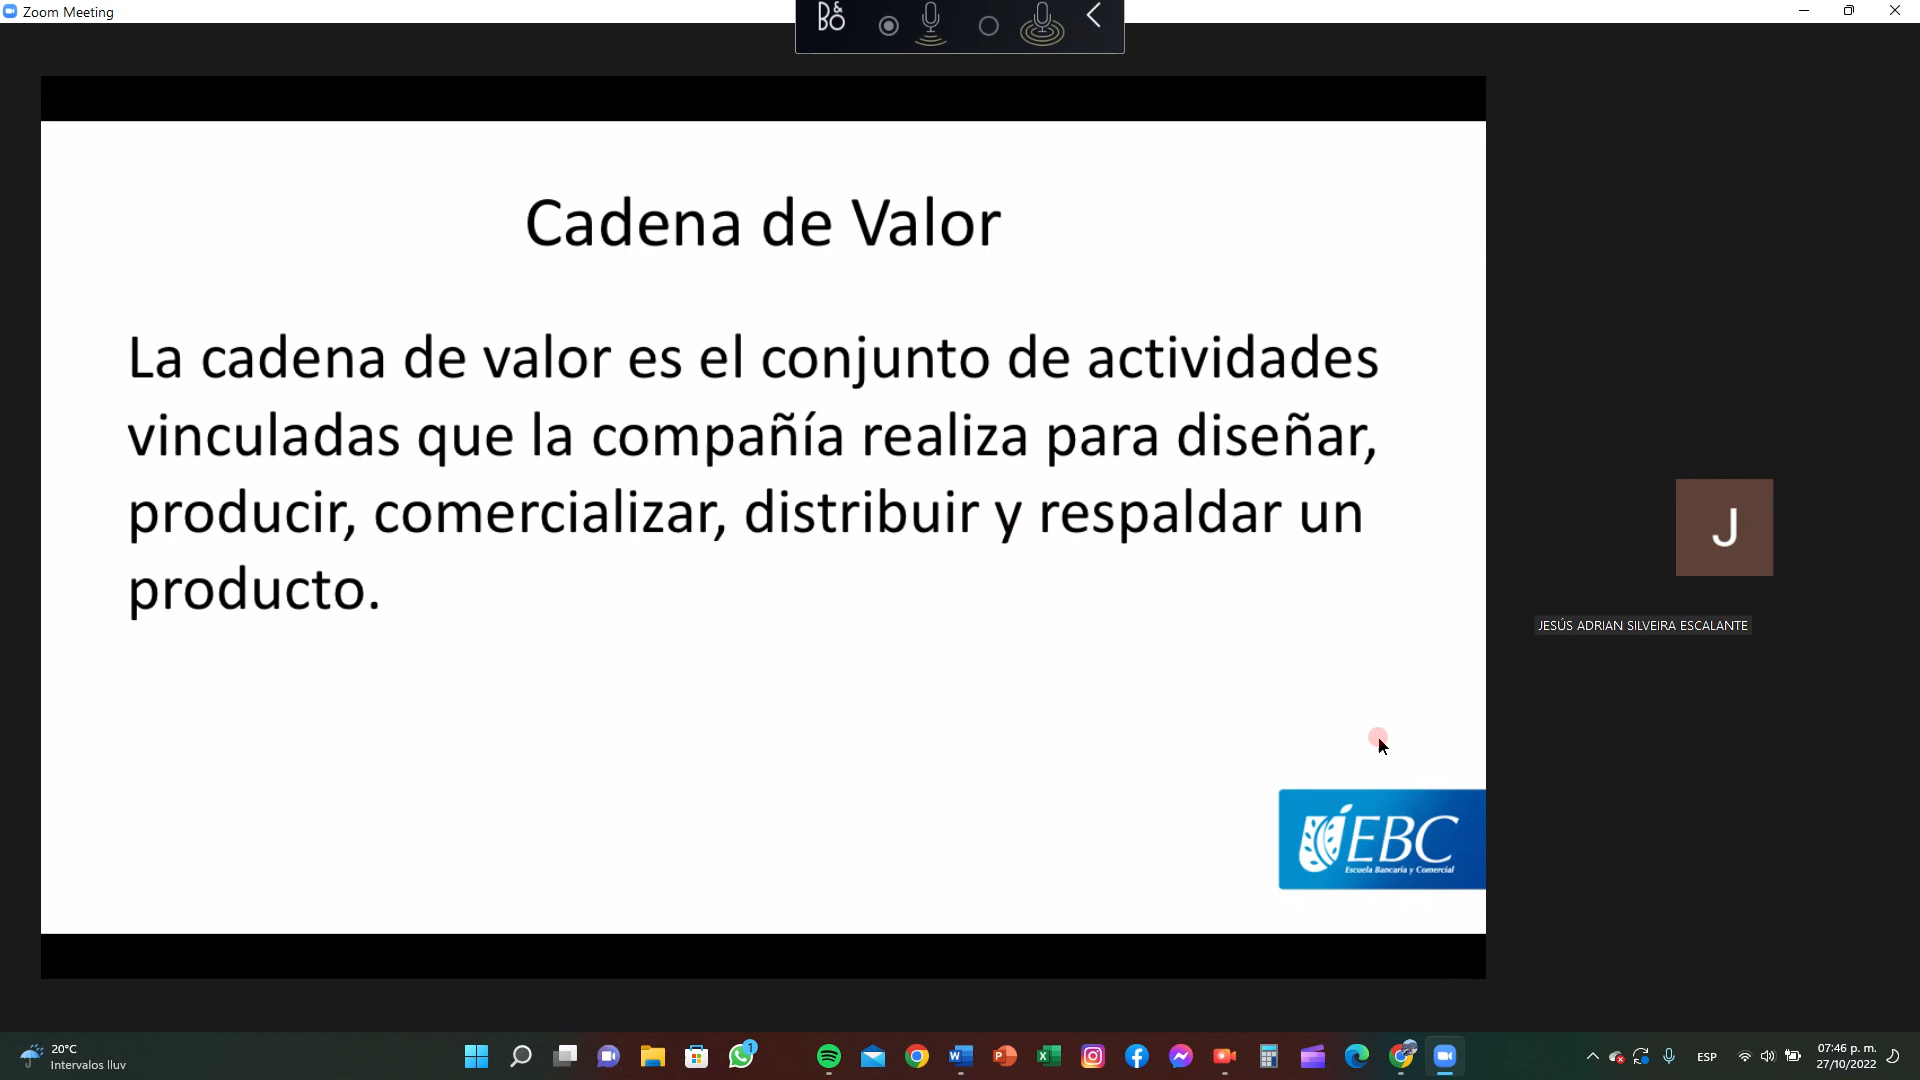 Zoom Meeting
B&O
Cadena de Valor
La cadena de valor es el conjunto de actividades
vinculadas que la compañía realiza para diseñar,
producir, comercializar, distribuir y respaldar un
producto.
J
JESÚS ADRIAN SILVEIRA ESCALANTE
EBC
Escuela Bancaria y Comercial
20°C
Intervalos lluv
1
ESP
07:46 p. m.
27/10/2022